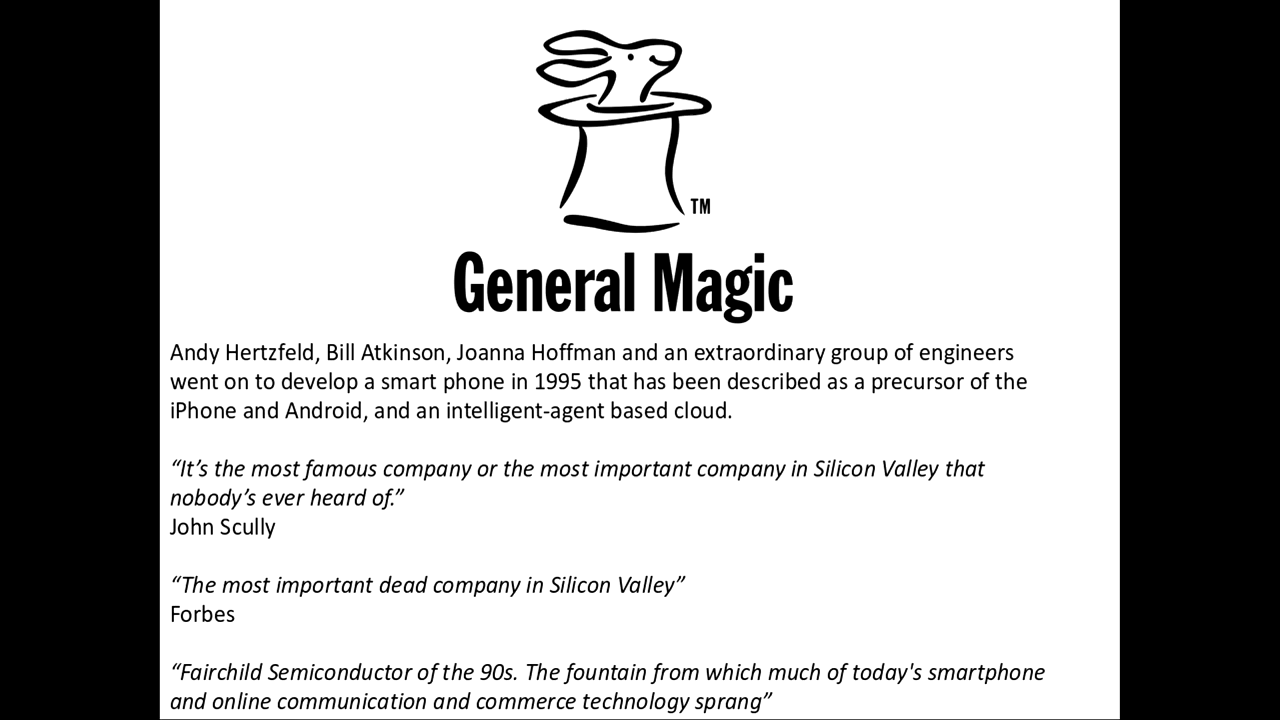 TM
General Magic
Andy Hertzfeld, Bill Atkinson, Joanna Hoffman and an extraordinary group of engineers
went on to develop a smart phone in 1995 that has been described as a precursor of the
iPhone and Android, and an intelligent-agent based cloud.
“It’s the most famous company or the most important company in Silicon Valley that
nobody’s ever heard of.”
John Scully
“The most important dead company in Silicon Valley”
Forbes
“Fairchild Semiconductor of the 90s. The fountain from which much of today's smartphone
and online communication and commerce technology sprang”